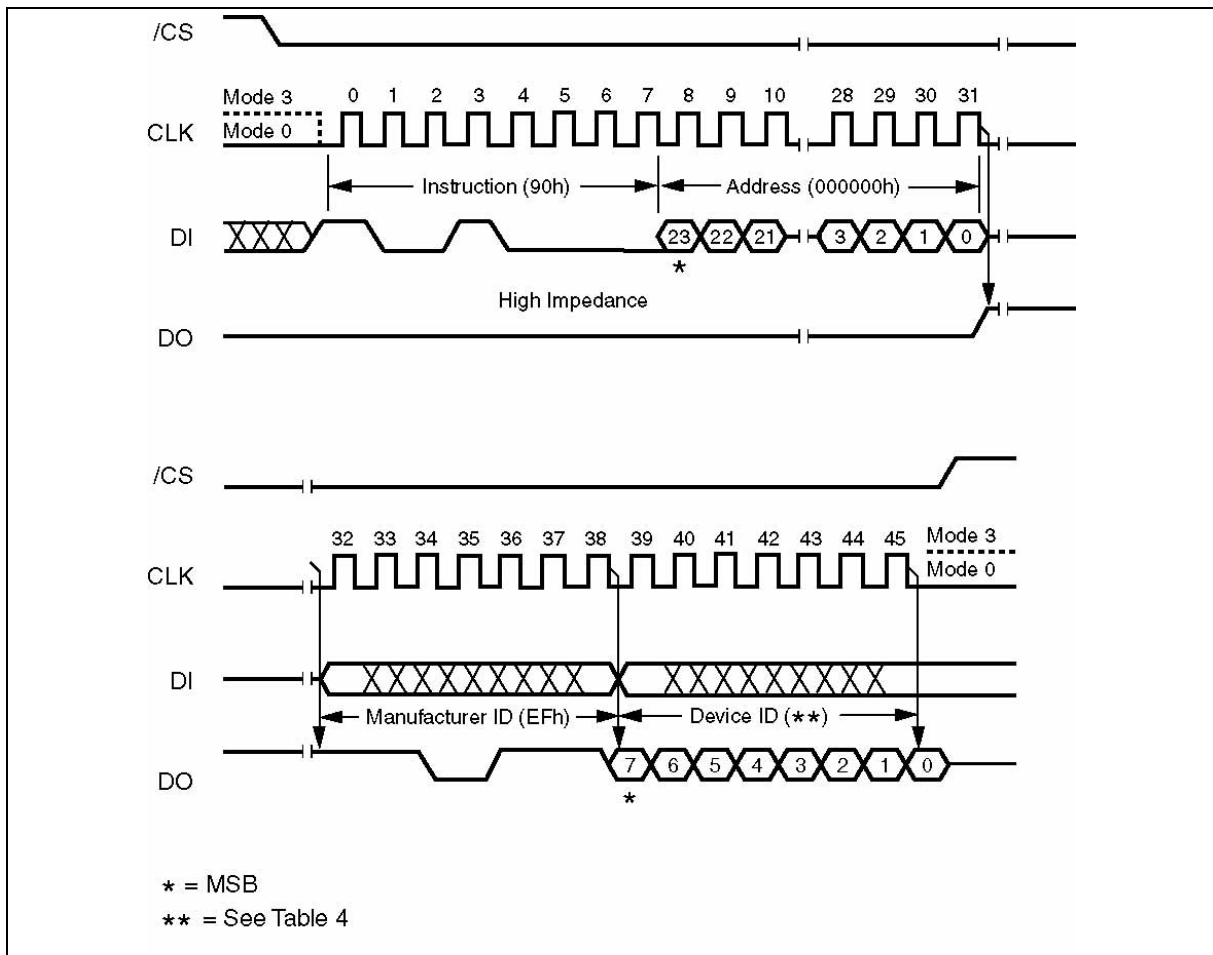 /CS
Mode 3 0 1 2 3 4 5 6 7 8 9 10 28 29 30 31
CLK Mode 0
Instruction (90h) Address (000000h)
DI 23 22 21 3 2 1 0
*
High Impedance
DO
/CS
32 33 34 35 36 37 38 39 40 41 42 43 44 45 Mode 3
CLK Mode 0
DI
Manufacturer ID (EFh) Device ID (**)
DO 7 6 5 4 3 2 1 0
*
* = MSB
** = See Table 4